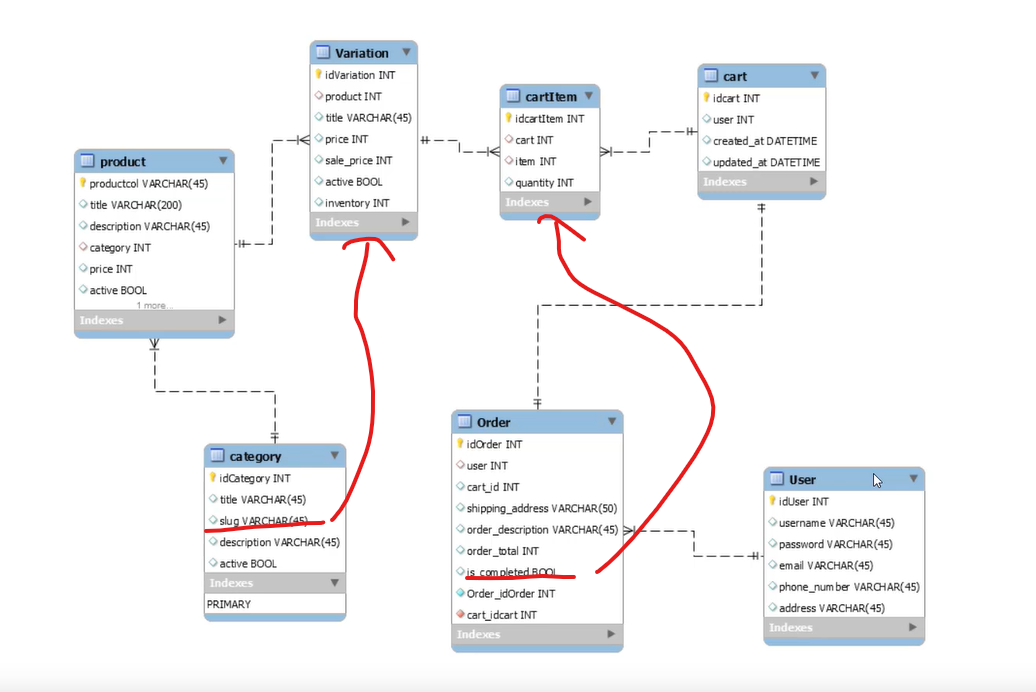 Variation
idVariation INT
product INT
title VARCHAR(45)
price INT
sale_price INT
active BOOL
inventory INT
Indexes
cartItem
idcartItem INT
cart INT
item INT
quantity INT
Indexes
cart
idcart INT
user INT
created_at DATETIME
updated_at DATETIME
Indexes
product
productcol VARCHAR(45)
title VARCHAR(200)
description VARCHAR(45)
category INT
price INT
active BOOL
1 more...
Indexes
category
idCategory INT
title VARCHAR(45)
slug VARCHAR(45)
description VARCHAR(45)
active BOOL
Indexes
PRIMARY
Order
idOrder INT
user INT
cart_id INT
shipping_address VARCHAR(50)
order_description VARCHAR(45)
order_total INT
is_completed BOOL
Order_idOrder INT
cart_idcart INT
Indexes
User
idUser INT
username VARCHAR(45)
password VARCHAR(45)
email VARCHAR(45)
phone_number VARCHAR(45)
address VARCHAR(45)
Indexes